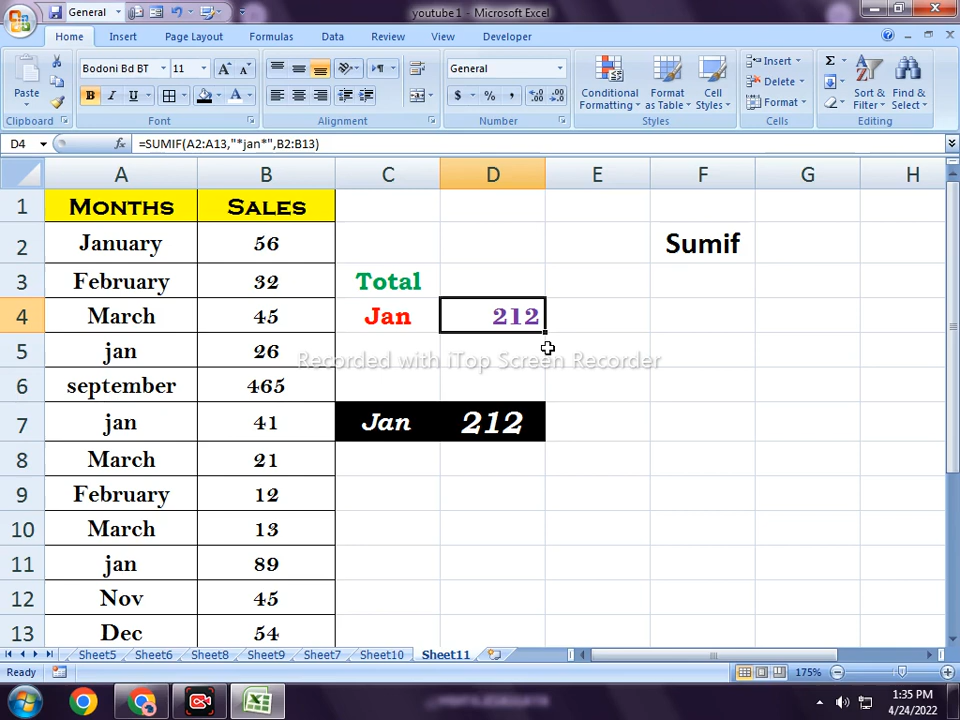 General
youtube1 - Microsoft Excel
Home Insert Page Layout Formulas Data Review View Developer
Paste
Bodoni Bd BT 11
B I U
General
$ % ,
Conditional Formatting
Format as Table
Cell Styles
Insert
Delete
Format
Σ
Sort & Filter
Find & Select
Clipboard Font Alignment Number Styles Cells Editing
D4 fx =SUMIF(A2:A13,"*jan*",B2:B13)
A B C D E F G H
1 Months Sales
2 January 56 Sumif
3 February 32 Total
4 March 45 Jan 212
5 jan 26
Recorded with iTop Screen Recorder
6 september 465
7 jan 41 Jan 212
8 March 21
9 February 12
10 March 13
11 jan 89
12 Nov 45
13 Dec 54
Sheet5 Sheet6 Sheet8 Sheet9 Sheet7 Sheet10 Sheet11
Ready 175%
1:35 PM
4/24/2022